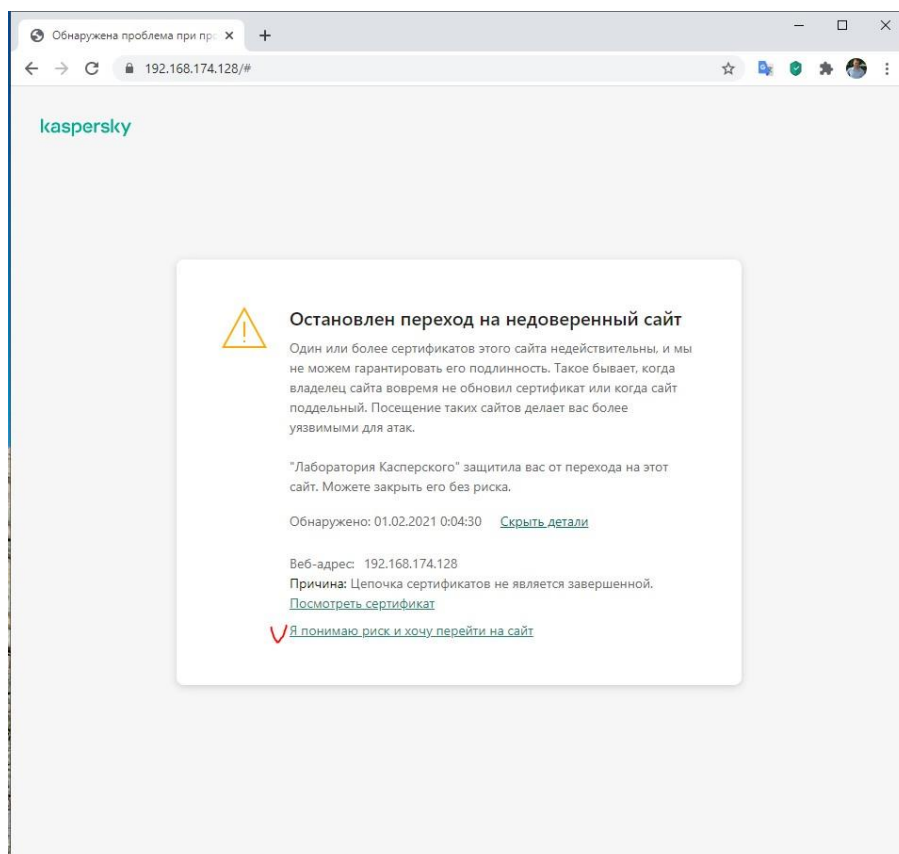 Обнаружена проблема при пр
192.168.174.128/#
kaspersky
Остановлен переход на недоверенный сайт
Один или более сертификатов этого сайта недействительны, и мы
не можем гарантировать его подлинность. Такое бывает, когда
владелец сайта вовремя не обновил сертификат или когда сайт
поддельный. Посещение таких сайтов делает вас более
уязвимыми для атак.
"Лаборатория Касперского" защитила вас от перехода на этот
сайт. Можете закрыть его без риска.
Обнаружено: 01.02.2021 0:04:30 Скрыть детали
Веб-адрес: 192.168.174.128
Причина: Цепочка сертификатов не является завершенной.
Посмотреть сертификат
Я понимаю риск и хочу перейти на сайт